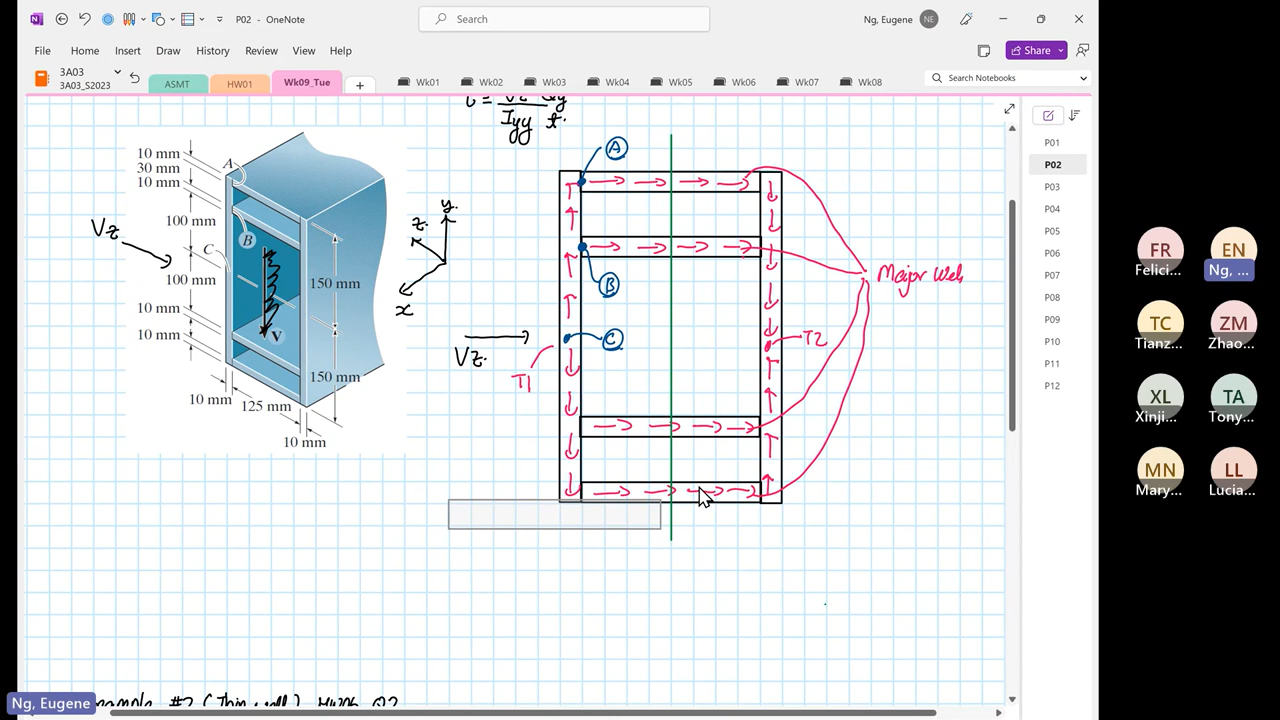 P02 - OneNote
Search
Ng, Eugene
NE
File
Home
Insert
Draw
History
Review
View
Help
Share
3A03
3A03_S2023
ASMT
HW01
Wk09_Tue
Wk01
Wk02
Wk03
Wk04
Wk05
Wk06
Wk07
Wk08
Search Notebooks
Iyy t.
10 mm
30 mm
10 mm
100 mm
100 mm
10 mm
10 mm
A
B
C
V
150 mm
150 mm
10 mm
125 mm
10 mm
Vz
y.
z.
x
A
B
C
Vz.
T1
T2
Major Web
P01
P02
P03
P04
P05
P06
P07
P08
P09
P10
P11
P12
FR
Felici...
EN
Ng, ...
TC
Tianz...
ZM
Zhao...
XL
Xinji...
TA
Tony...
MN
Mary...
LL
Lucia...
Ng, Eugene